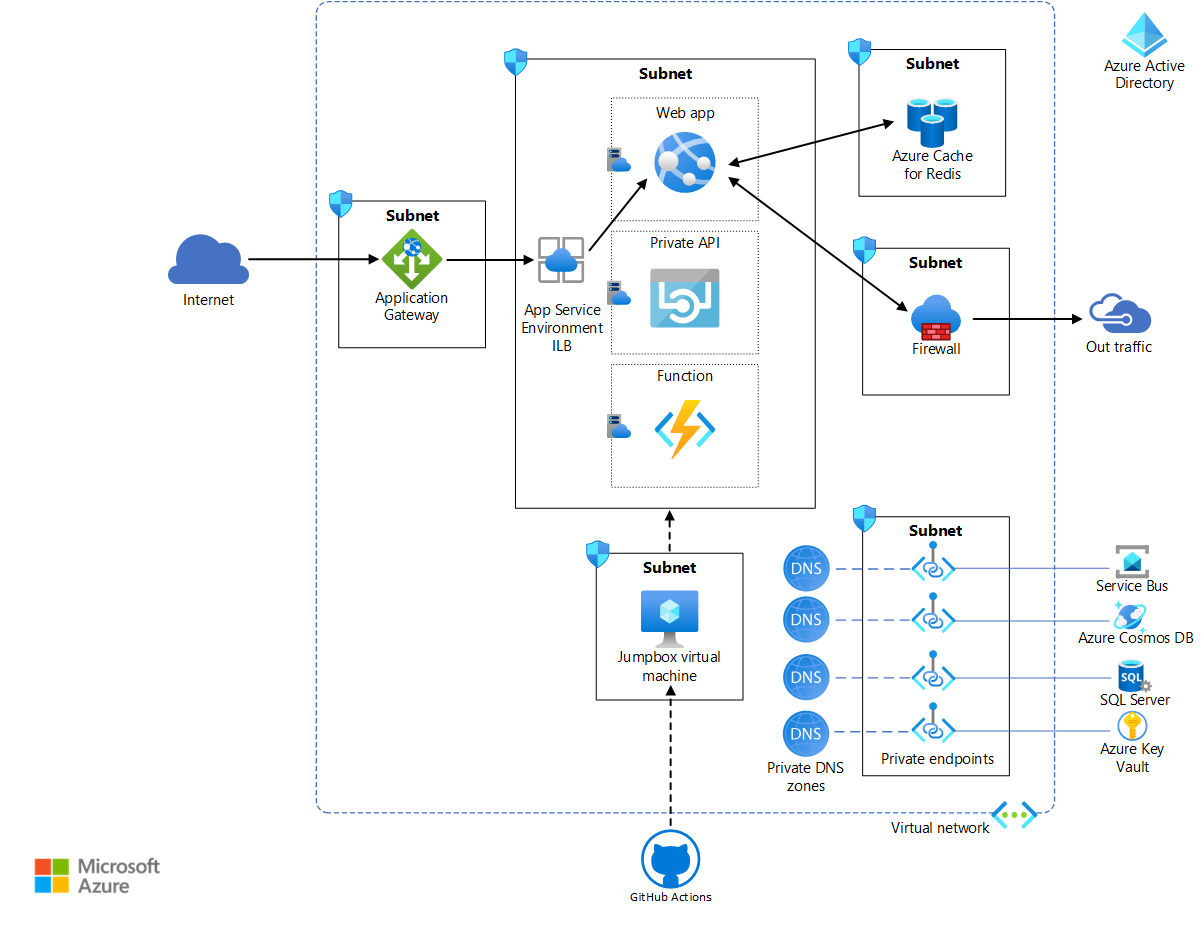 Azure Active
Directory
Subnet
Web app
Private API
Function
Subnet
Azure Cache
for Redis
Subnet
Application
Gateway
Internet
App Service
Environment
ILB
Subnet
Firewall
Out traffic
Subnet
Jumpbox virtual
machine
Subnet
DNS
DNS
DNS
DNS
Private DNS
zones
Private endpoints
Service Bus
Azure Cosmos DB
SQL
SQL Server
Azure Key
Vault
Virtual network
GitHub Actions
Microsoft
Azure